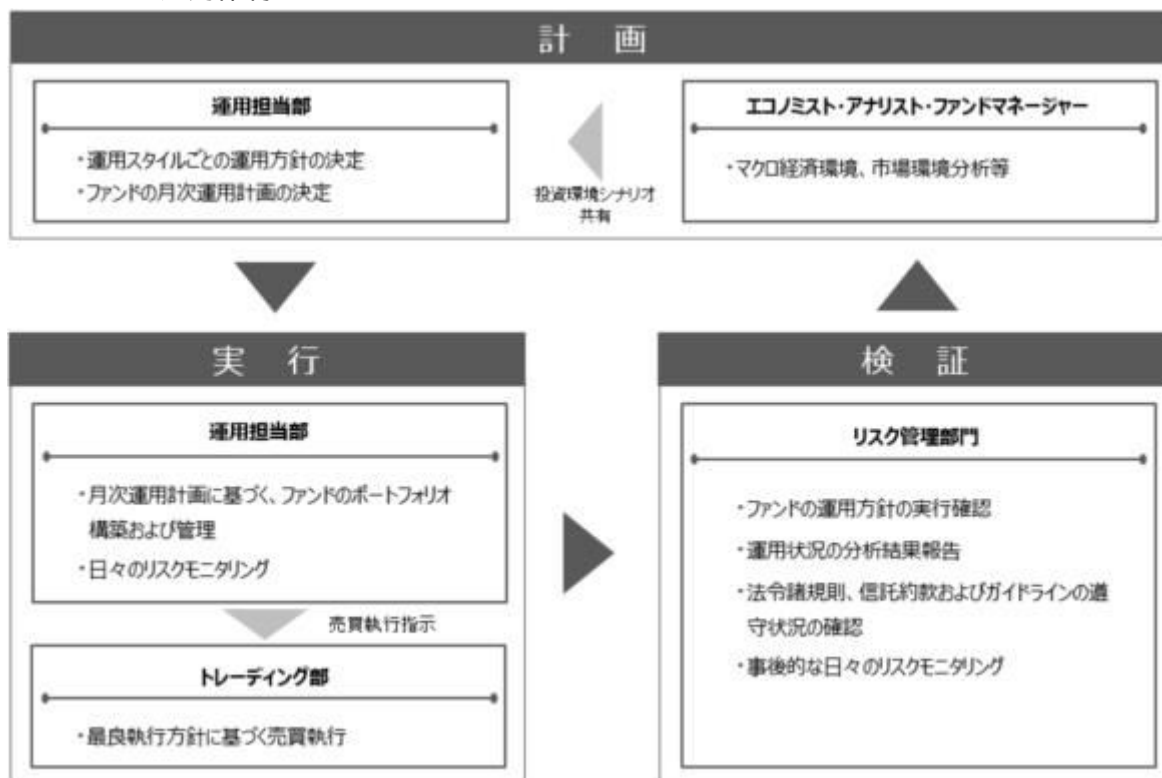 計 画
運用担当部
・運用スタイルごとの運用方針の決定
・ファンドの月次運用計画の決定
投資環境シナリオ
共有
エコノミスト・アナリスト・ファンドマネージャー
・マクロ経済環境、市場環境分析等
実 行
運用担当部
・月次運用計画に基づく、ファンドのポートフォリオ
構築および管理
・日々のリスクモニタリング
売買執行指示
トレーディング部
・最良執行方針に基づく売買執行
検 証
リスク管理部門
・ファンドの運用方針の実行確認
・運用状況の分析結果報告
・法令諸規則、信託約款およびガイドラインの遵
守状況の確認
・事後的な日々のリスクモニタリング